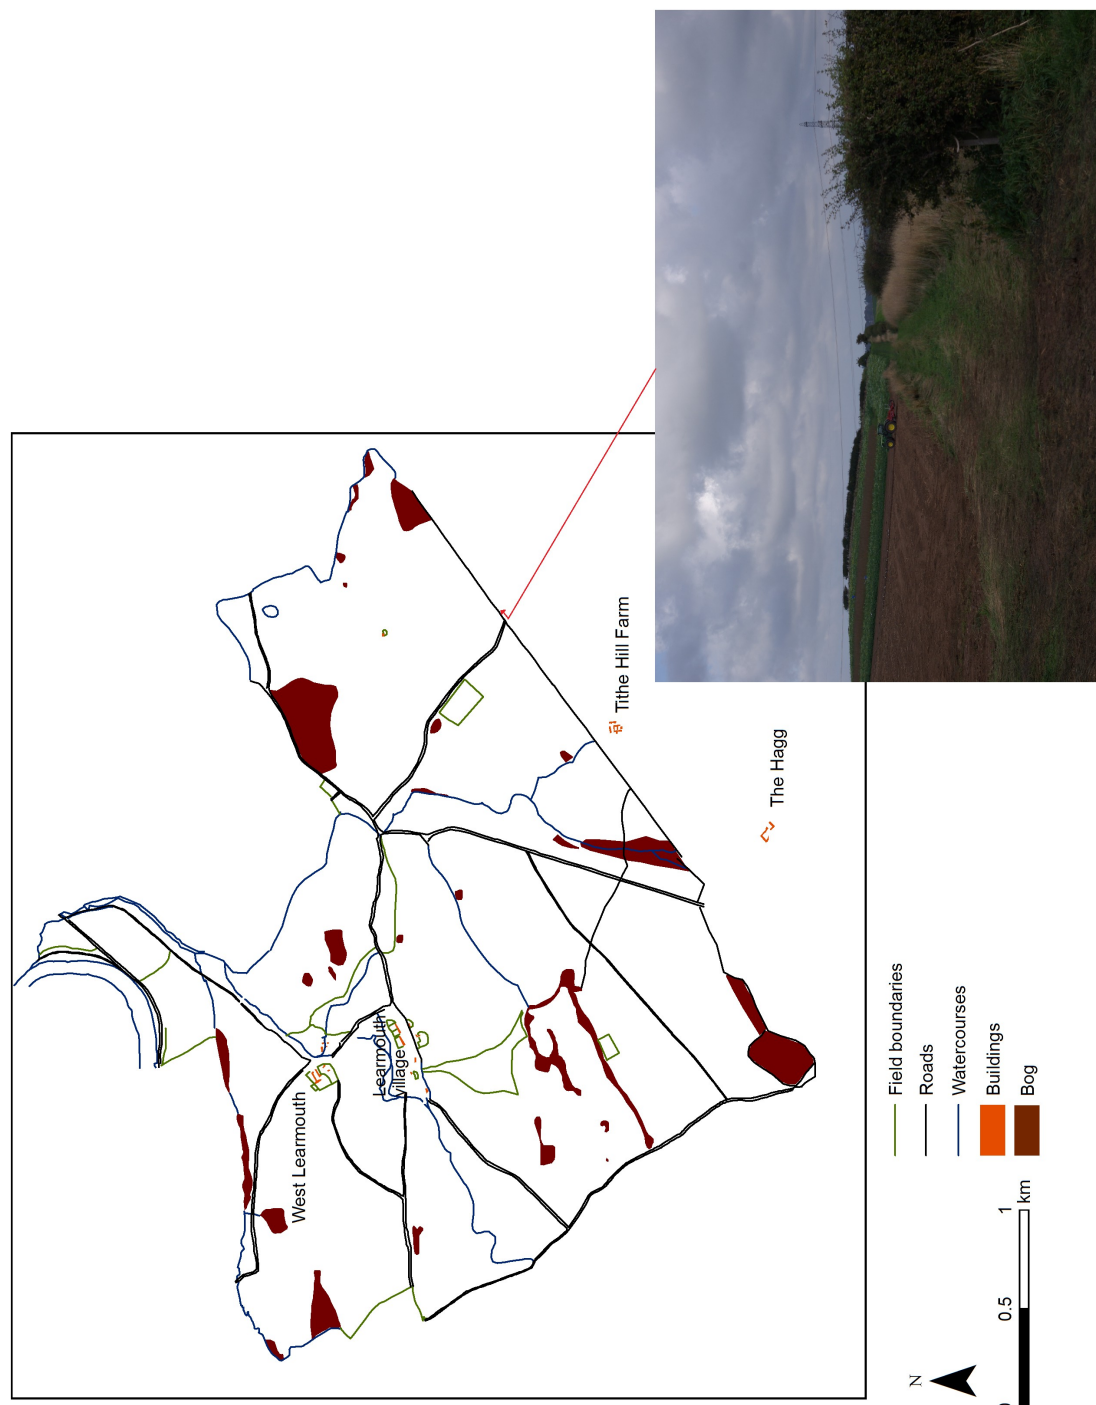 West Learmouth
Learmouth
village
Tithe Hill Farm
The Hagg
N
0
0.5
1
km
Field boundaries
Roads
Watercourses
Buildings
Bog